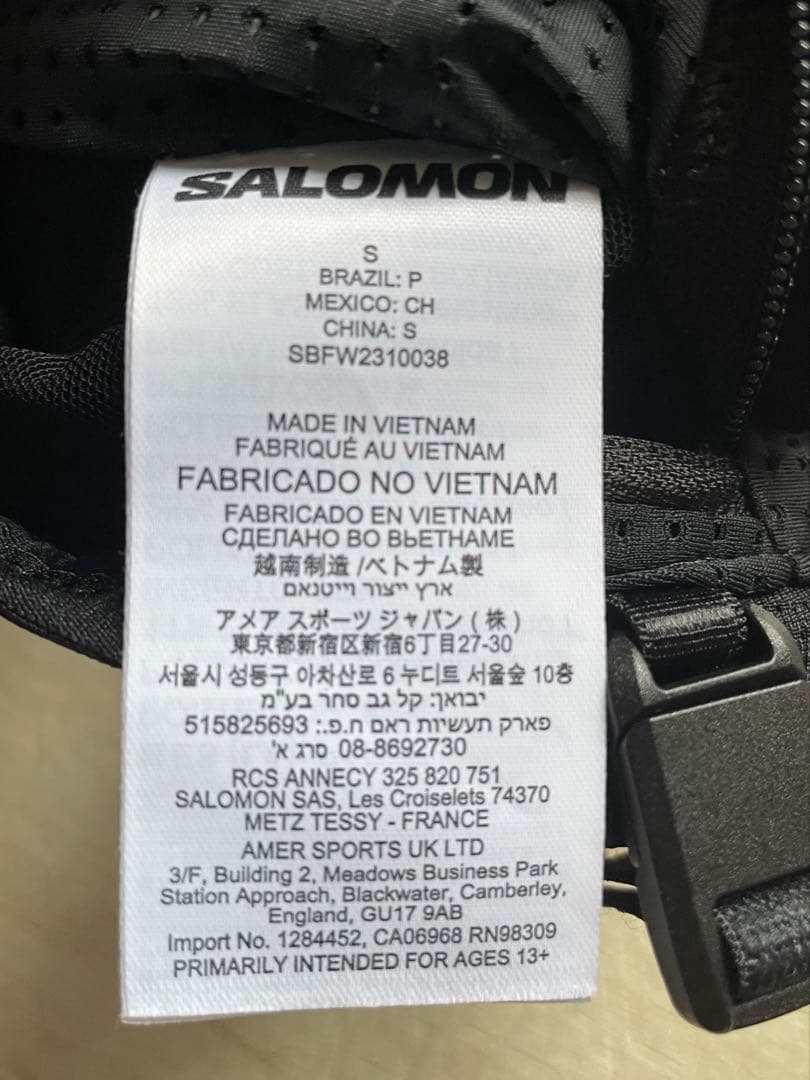 SALOMON
S
BRAZIL: P
MEXICO: CH
CHINA: S
SBFW2310038
MADE IN VIETNAM
FABRIQUÉ AU VIETNAM
FABRICADO NO VIETNAM
FABRICADO EN VIETNAM
СДЕЛАНО ВО ВЬЕТНАМЕ
越南制造 /ベトナム製
ארץ ייצור וייטנאם
アメア スポーツ ジャパン ( 株 )
東京都新宿区新宿6丁目27-30
서울시 성동구 아차산로 6 누디트 서울숲 10층
יבואן: קל גב סחר בע"מ
פארק תעשיות ראם ח.פ.: 515825693
08-8692730 סרג א'
RCS ANNECY 325 820 751
SALOMON SAS, Les Croiselets 74370
METZ TESSY - FRANCE
AMER SPORTS UK LTD
3/F, Building 2, Meadows Business Park
Station Approach, Blackwater, Camberley,
England, GU17 9AB
Import No. 1284452, CA06968 RN98309
PRIMARILY INTENDED FOR AGES 13+